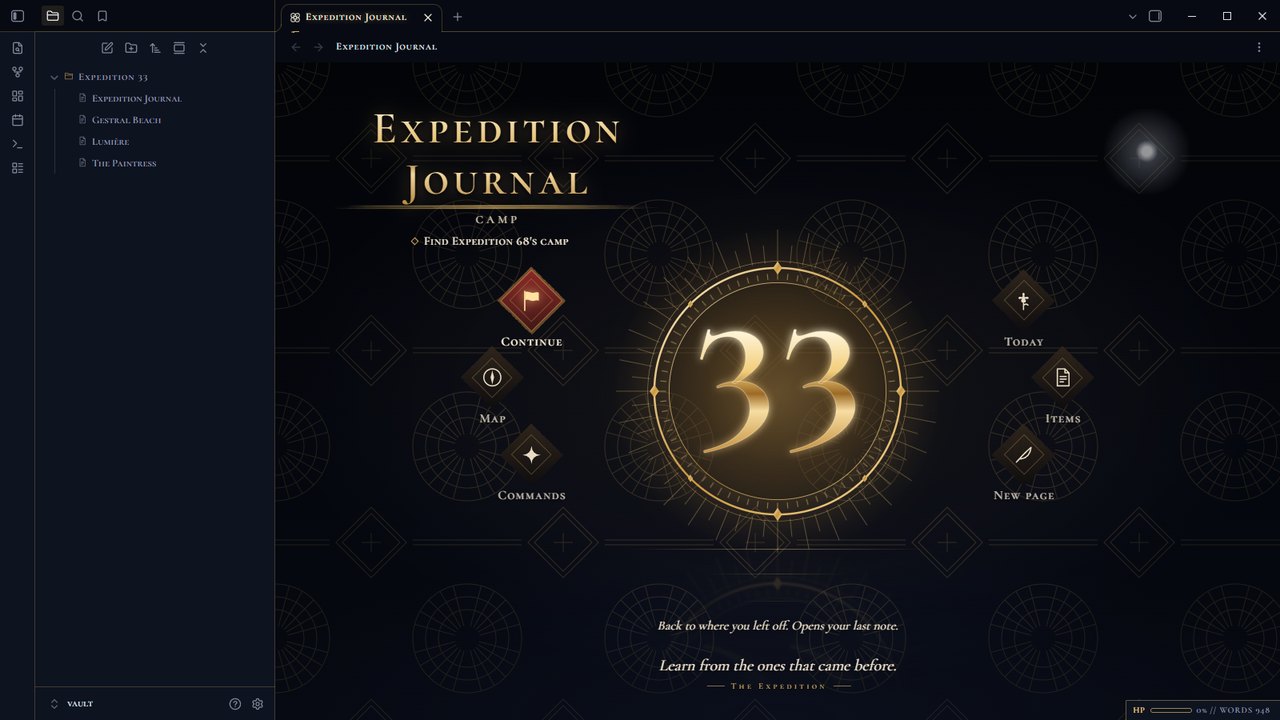 Expedition Journal
Expedition Journal
Expedition 33
Expedition Journal
Gestral Beach
Lumière
The Paintress
VAULT
Expedition
Journal
CAMP
Find Expedition 68's camp
Continue
Map
Commands
33
Today
Items
New page
Back to where you left off. Opens your last note.
Learn from the ones that came before.
The Expedition
HP 0% // WORDS 948